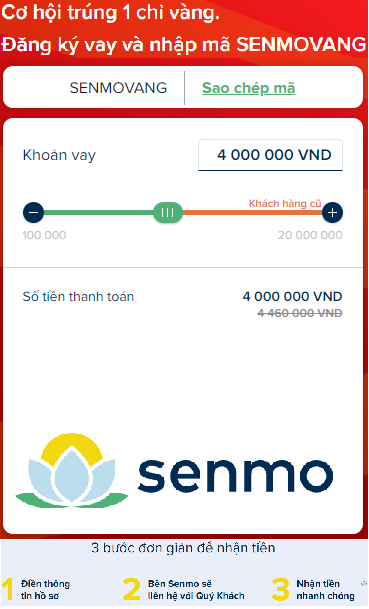 Cơ hội trúng 1 chỉ vàng.
Đăng ký vay và nhập mã SENMOVANG
SENMOVANG Sao chép mã
Khoản vay 4 000 000 VND
Khách hàng cũ
100 000 20 000 000
Số tiền thanh toán 4 000 000 VND
4 460 000 VND
senmo
3 bước đơn giản để nhận tiền
1 Điền thông tin hồ sơ
2 Bên Senmo sẽ liên hệ với Quý Khách
3 Nhận tiền nhanh chóng